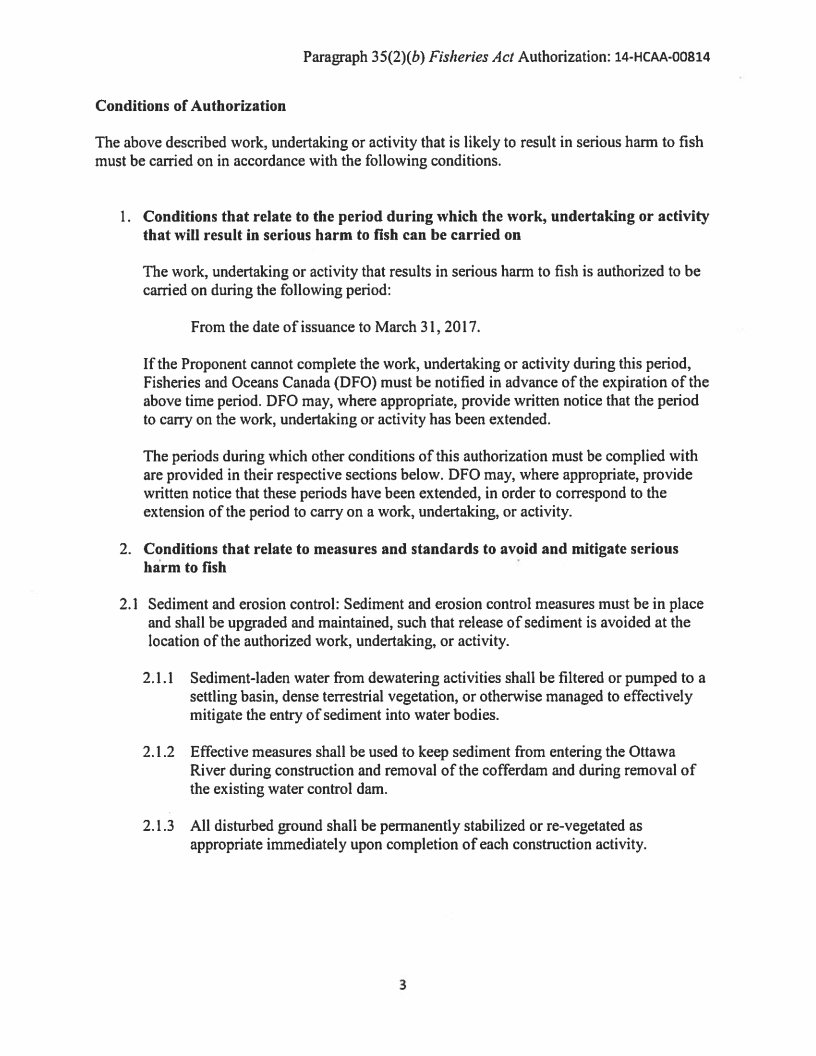 Paragraph 35(2)(b) Fisheries Act Authorization: 14-HCAA-00814
Conditions of Authorization
The above described work, undertaking or activity that is likely to result in serious harm to fish
must be carried on in accordance with the following conditions.
1. Conditions that relate to the period during which the work, undertaking or activity
that will result in serious harm to fish can be carried on
The work, undertaking or activity that results in serious harm to fish is authorized to be
carried on during the following period:
From the date of issuance to March 31, 2017.
If the Proponent cannot complete the work, undertaking or activity during this period,
Fisheries and Oceans Canada (DFO) must be notified in advance of the expiration of the
above time period. DFO may, where appropriate, provide written notice that the period
to carry on the work, undertaking or activity has been extended.
The periods during which other conditions of this authorization must be complied with
are provided in their respective sections below. DFO may, where appropriate, provide
written notice that these periods have been extended, in order to correspond to the
extension of the period to carry on a work, undertaking, or activity.
2. Conditions that relate to measures and standards to avoid and mitigate serious
harm to fish
2.1 Sediment and erosion control: Sediment and erosion control measures must be in place
and shall be upgraded and maintained, such that release of sediment is avoided at the
location of the authorized work, undertaking, or activity.
2.1.1 Sediment-laden water from dewatering activities shall be filtered or pumped to a
settling basin, dense terrestrial vegetation, or otherwise managed to effectively
mitigate the entry of sediment into water bodies.
2.1.2 Effective measures shall be used to keep sediment from entering the Ottawa
River during construction and removal of the cofferdam and during removal of
the existing water control dam.
2.1.3 All disturbed ground shall be permanently stabilized or re-vegetated as
appropriate immediately upon completion of each construction activity.
3